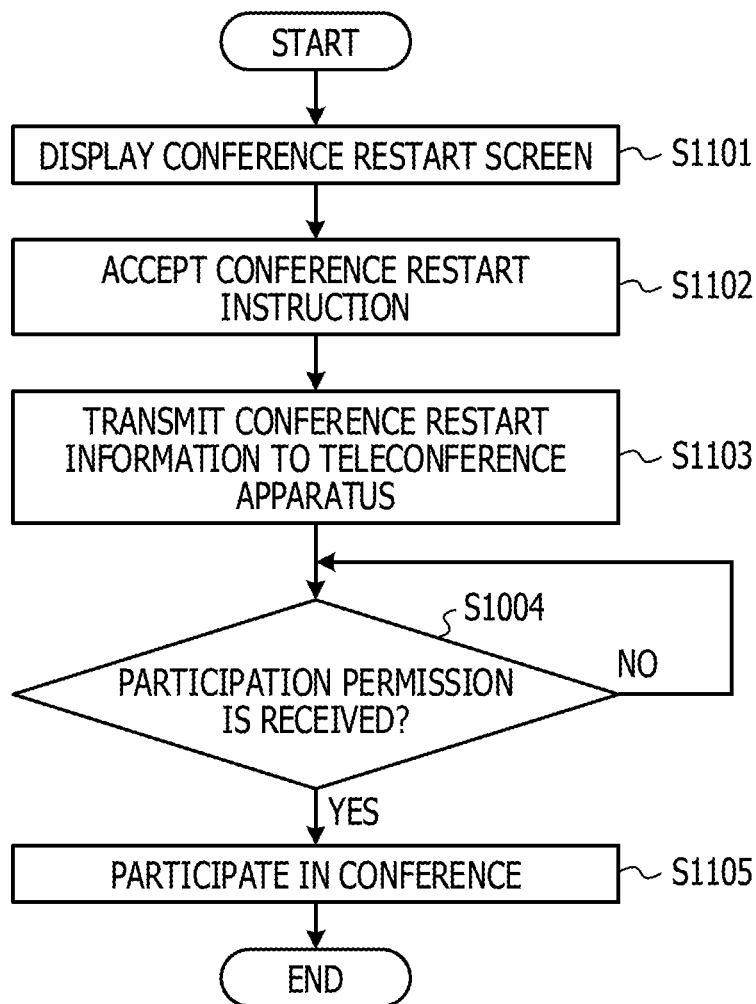 START
DISPLAY CONFERENCE RESTART SCREEN
S1101
ACCEPT CONFERENCE RESTART
INSTRUCTION
S1102
TRANSMIT CONFERENCE RESTART
INFORMATION TO TELECONFERENCE
APPARATUS
S1103
S1004
PARTICIPATION PERMISSION
IS RECEIVED?
NO
YES
PARTICIPATE IN CONFERENCE
S1105
END